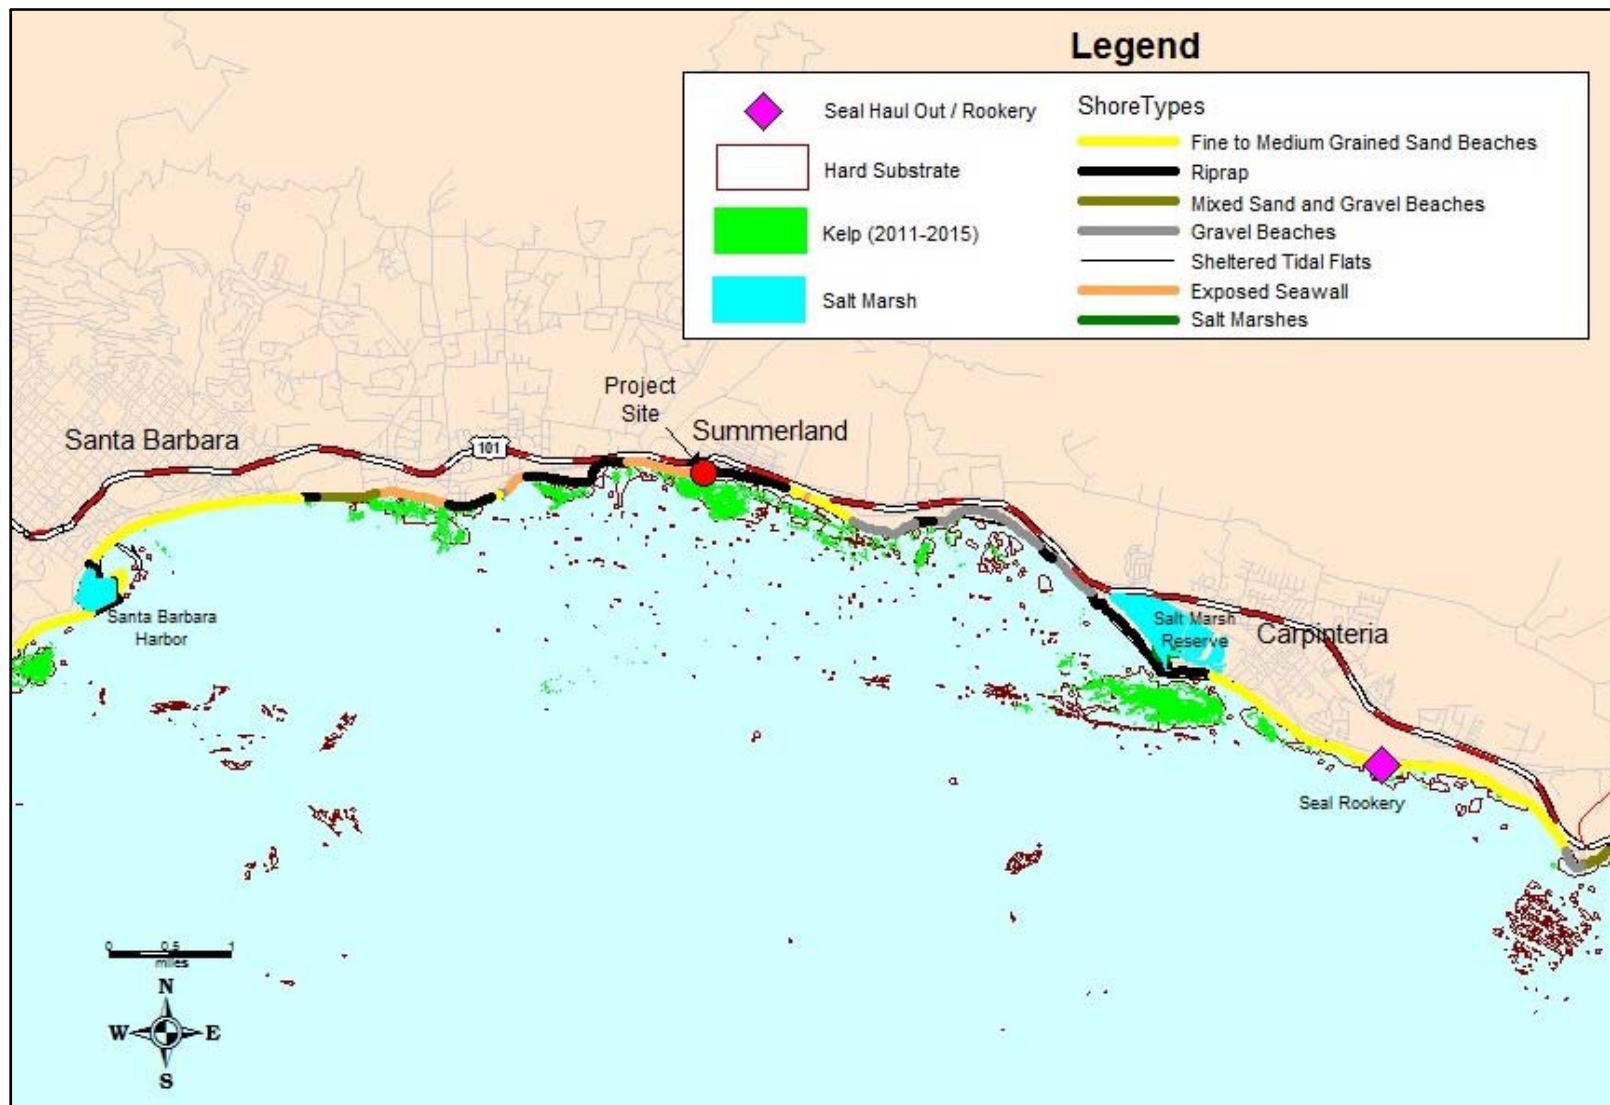 Legend
Seal Haul Out / Rookery
Hard Substrate
Kelp (2011-2015)
Salt Marsh
ShoreTypes
Fine to Medium Grained Sand Beaches
Riprap
Mixed Sand and Gravel Beaches
Gravel Beaches
Sheltered Tidal Flats
Exposed Seawall
Salt Marshes
Project
Site
Summerland
Santa Barbara
101
Santa Barbara
Harbor
Salt Marsh
Reserve
Carpinteria
Seal Rookery
0 0.5 1
miles
N
W E
S